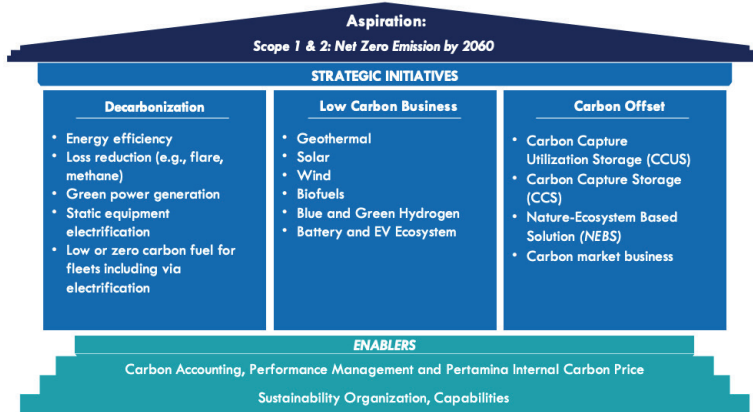 Aspiration:
Scope 1 & 2: Net Zero Emission by 2060
STRATEGIC INITIATIVES
Decarbonization
• Energy efficiency
• Loss reduction (e.g., flare,
methane)
• Green power generation
• Static equipment
electrification
• Low or zero carbon fuel for
fleets including via
electrification
Low Carbon Business
• Geothermal
• Solar
• Wind
• Biofuels
• Blue and Green Hydrogen
• Battery and EV Ecosystem
Carbon Offset
• Carbon Capture
Utilization Storage (CCUS)
• Carbon Capture Storage
(CCS)
• Nature-Ecosystem Based
Solution (NEBS)
• Carbon market business
ENABLERS
Carbon Accounting, Performance Management and Pertamina Internal Carbon Price
Sustainability Organization, Capabilities